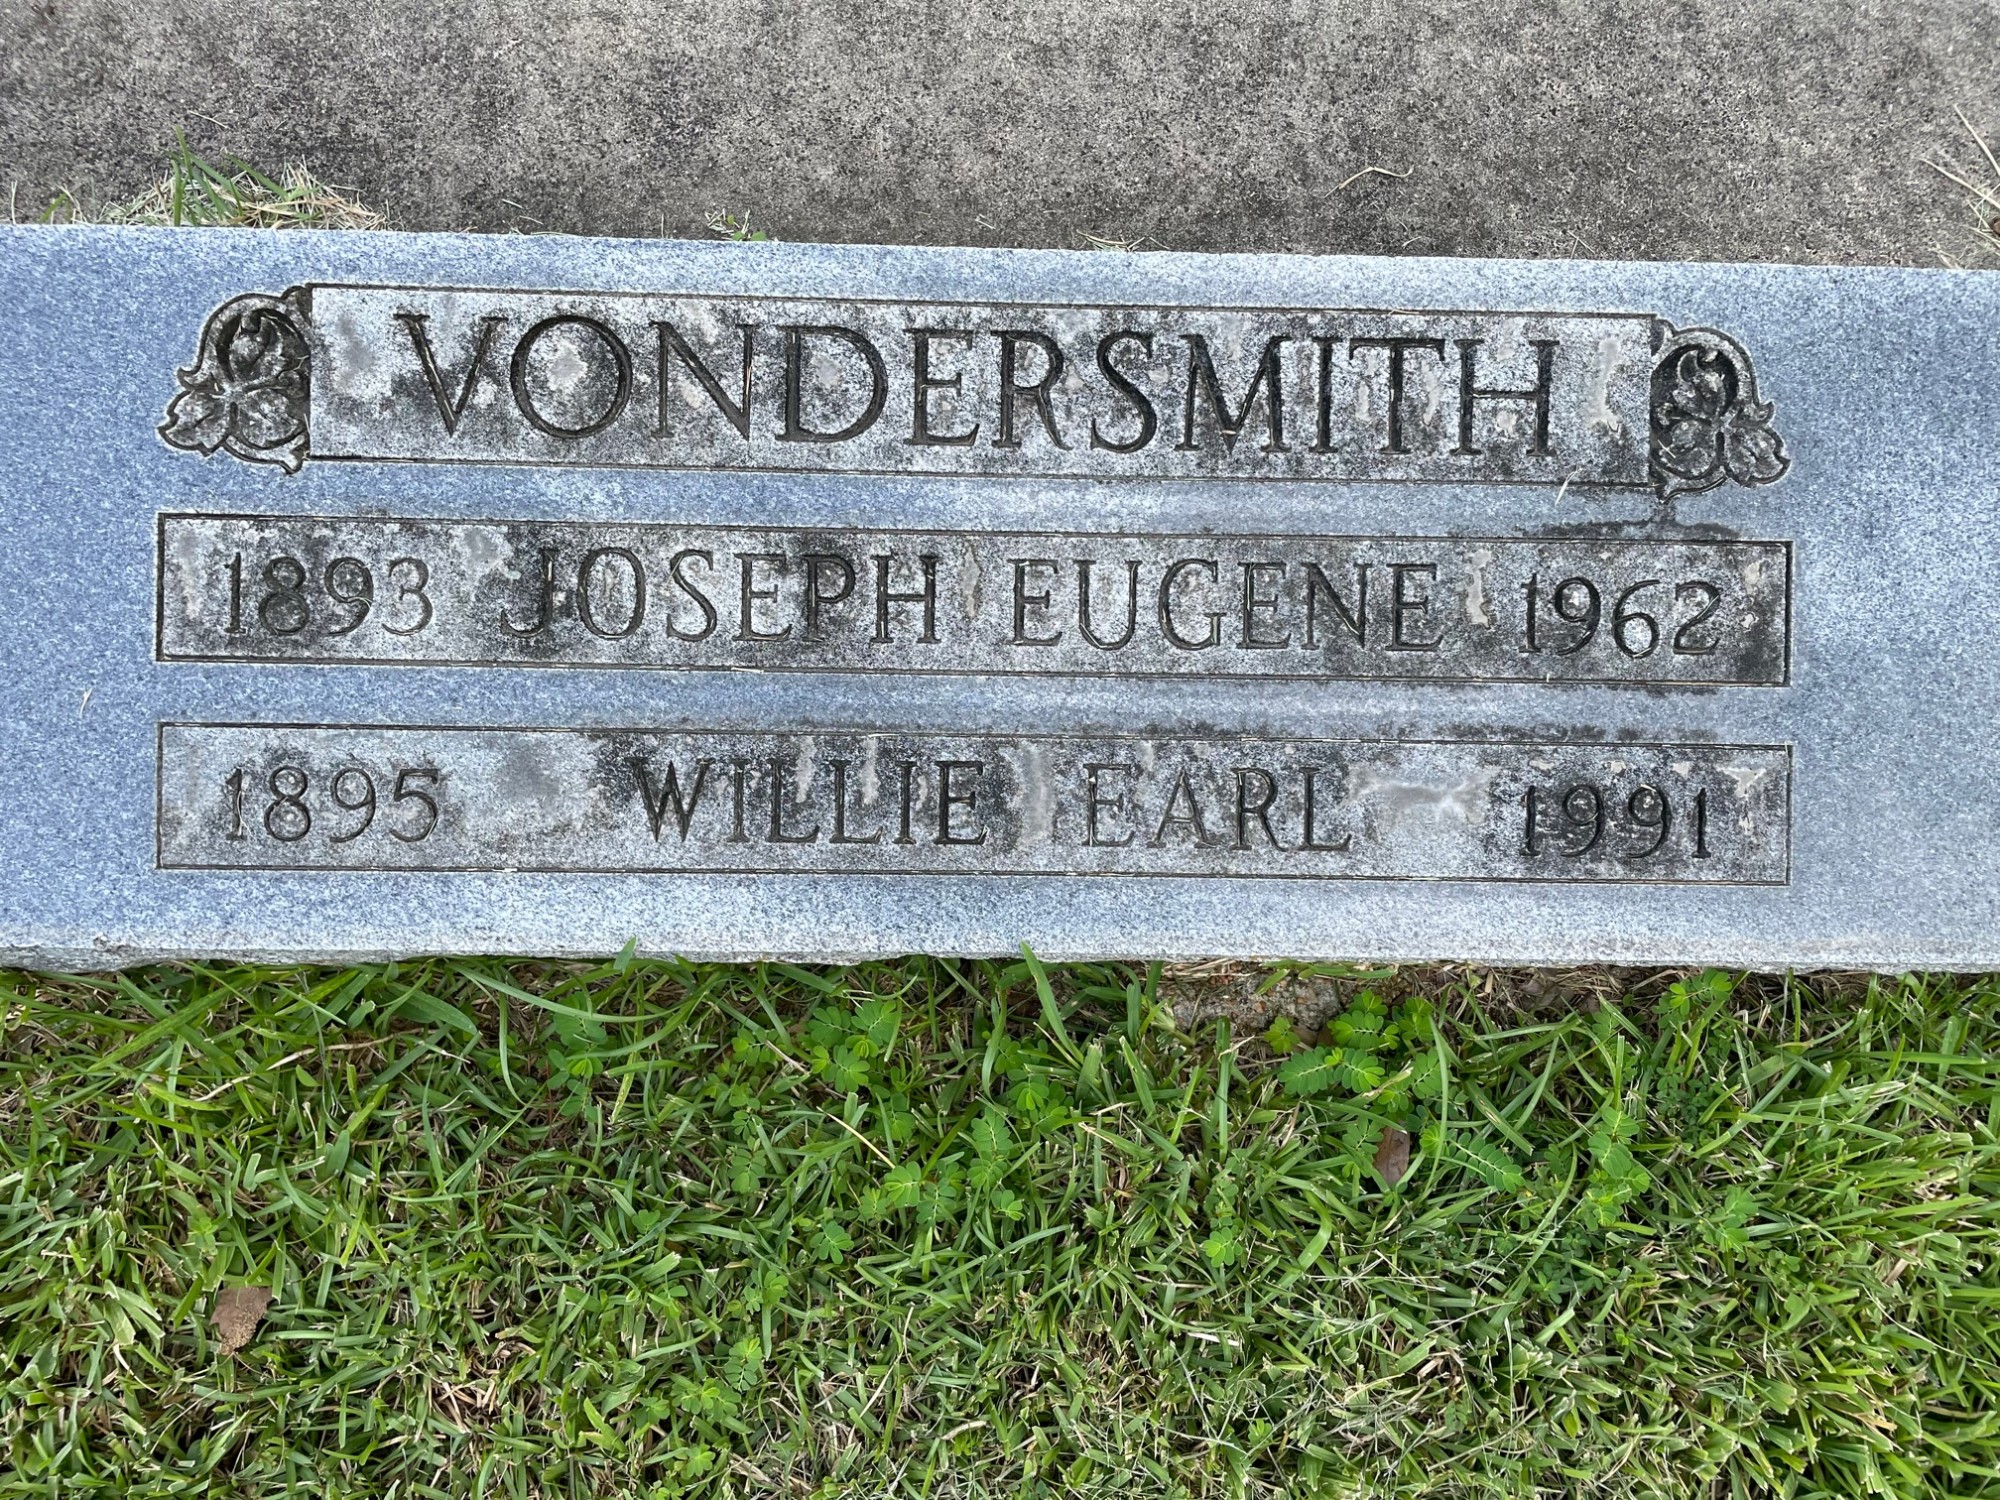 VONDERSMITH
1893 JOSEPH EUGENE 1962
1895 WILLIE EARL 1991